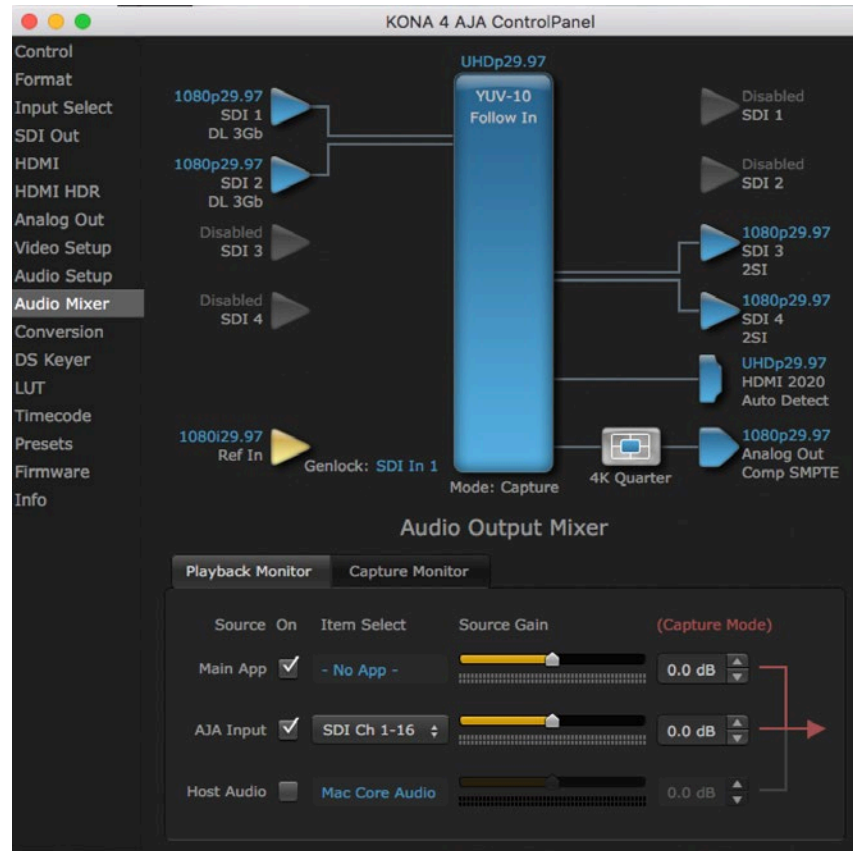 KONA 4 AJA ControlPanel
Control
Format
Input Select
SDI Out
HDMI
HDMI HDR
Analog Out
Video Setup
Audio Setup
Audio Mixer
Conversion
DS Keyer
LUT
Timecode
Presets
Firmware
Info
1080p29.97
SDI 1
DL 3Gb
1080p29.97
SDI 2
DL 3Gb
Disabled
SDI 3
Disabled
SDI 4
1080i29.97
Ref In
Genlock: SDI In 1
UHDp29.97
YUV-10
Follow In
Mode: Capture
Disabled
SDI 1
Disabled
SDI 2
1080p29.97
SDI 3
2SI
1080p29.97
SDI 4
2SI
UHDp29.97
HDMI 2020
Auto Detect
4K Quarter
1080p29.97
Analog Out
Comp SMPTE
Audio Output Mixer
Playback Monitor Capture Monitor
Source On Item Select Source Gain (Capture Mode)
Main App - No App - 0.0 dB
AJA Input SDI Ch 1-16 0.0 dB
Host Audio Mac Core Audio 0.0 dB